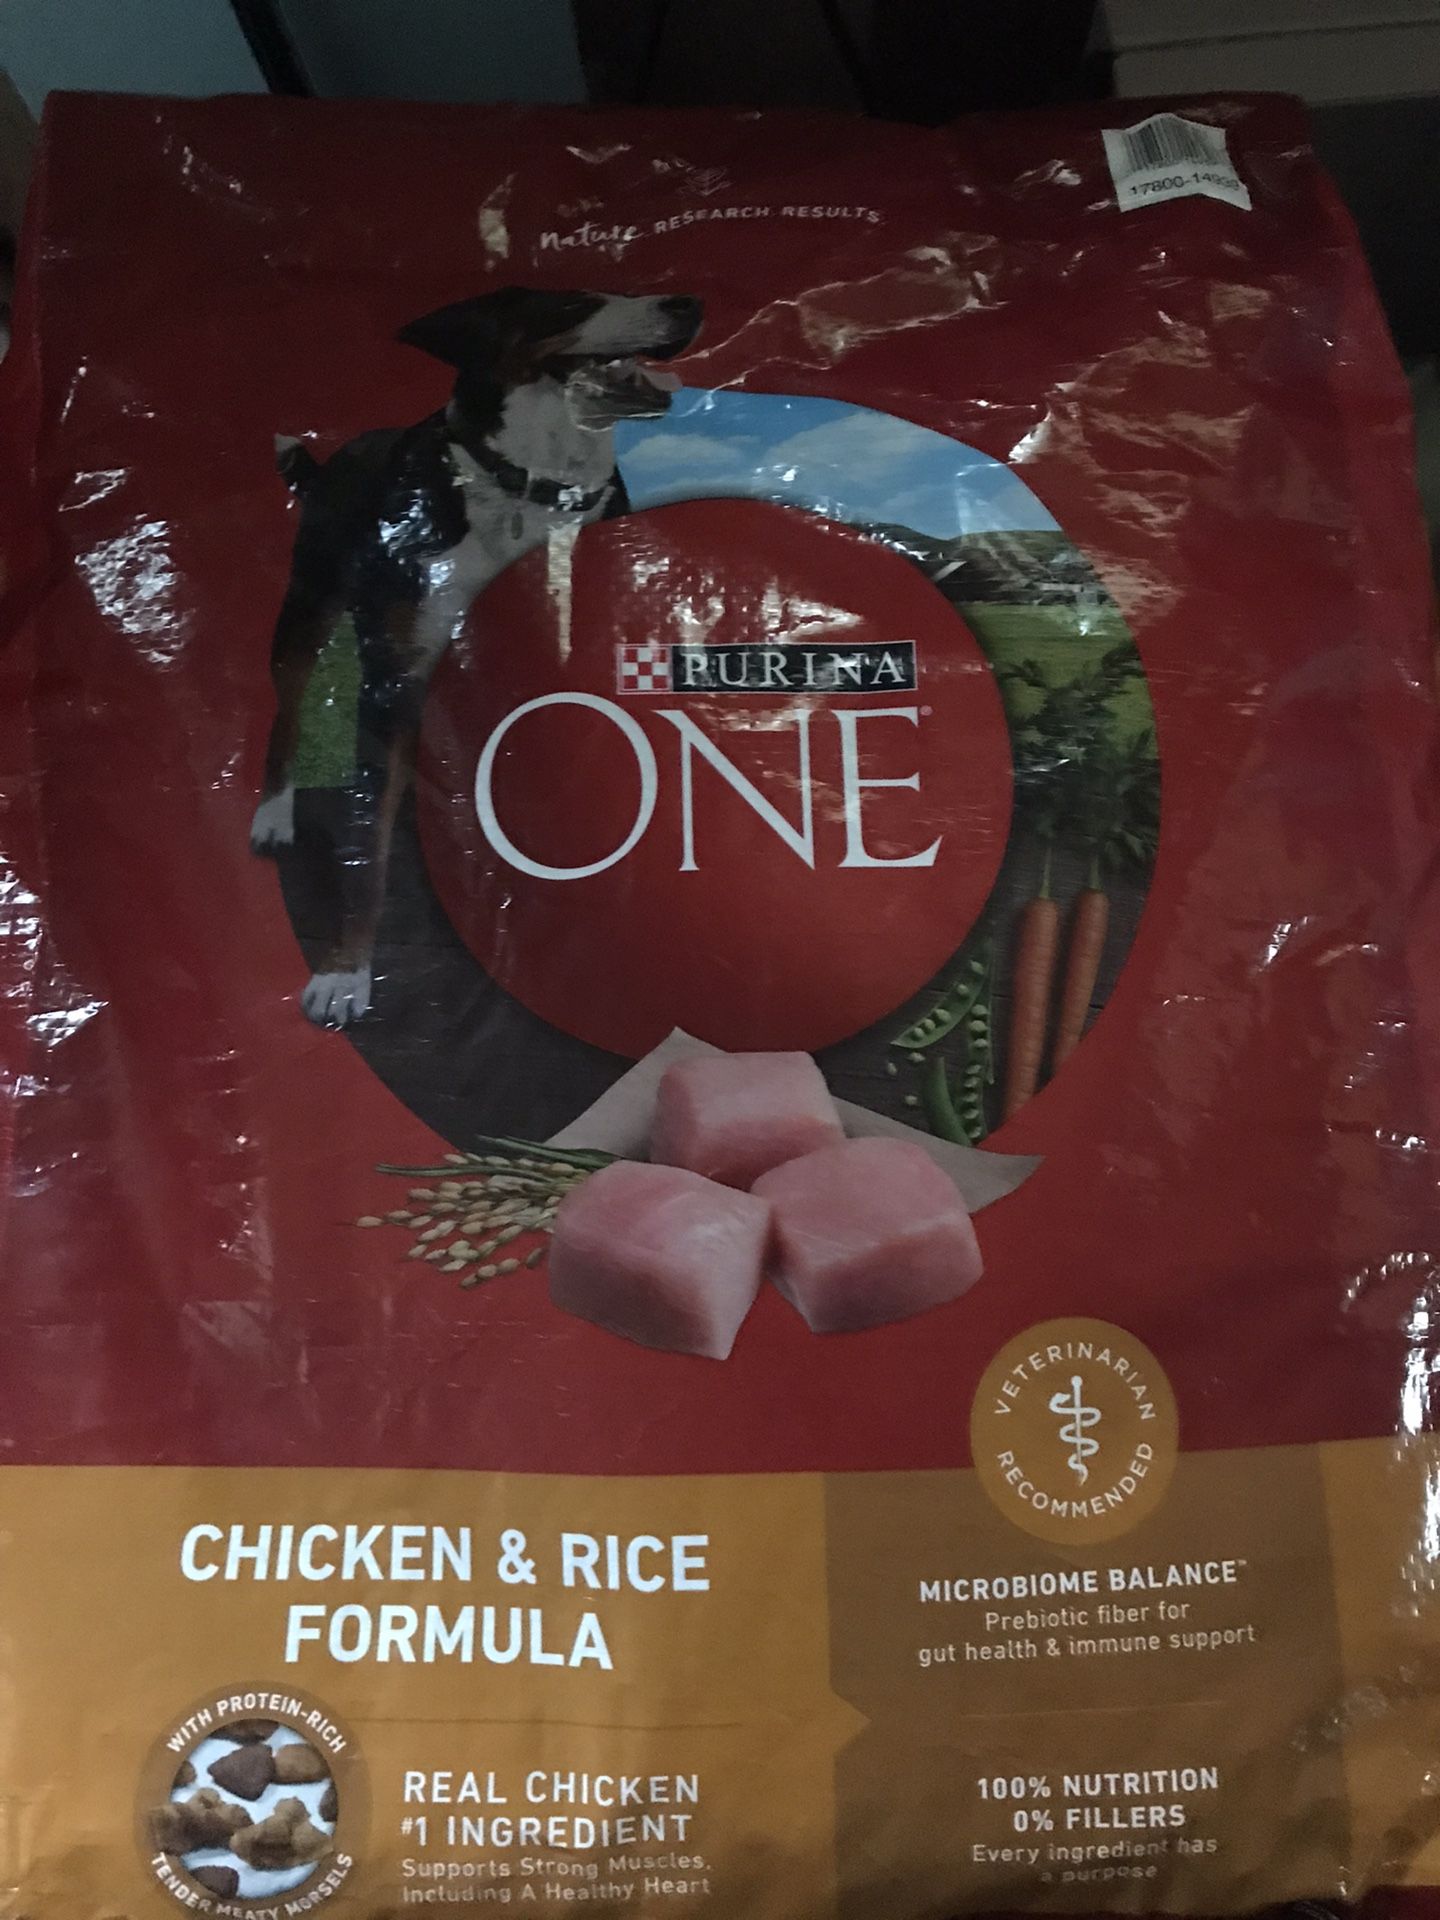 17800-14999
nature. RESEARCH. RESULTS.
PURINA
ONE®
VETERINARIAN RECOMMENDED
CHICKEN & RICE
FORMULA
MICROBIOME BALANCE™
Prebiotic fiber for
gut health & immune support
WITH PROTEIN-RICH
TENDER MEATY MORSELS
REAL CHICKEN
#1 INGREDIENT
Supports Strong Muscles,
Including A Healthy Heart
100% NUTRITION
0% FILLERS
Every ingredient has
a purpose